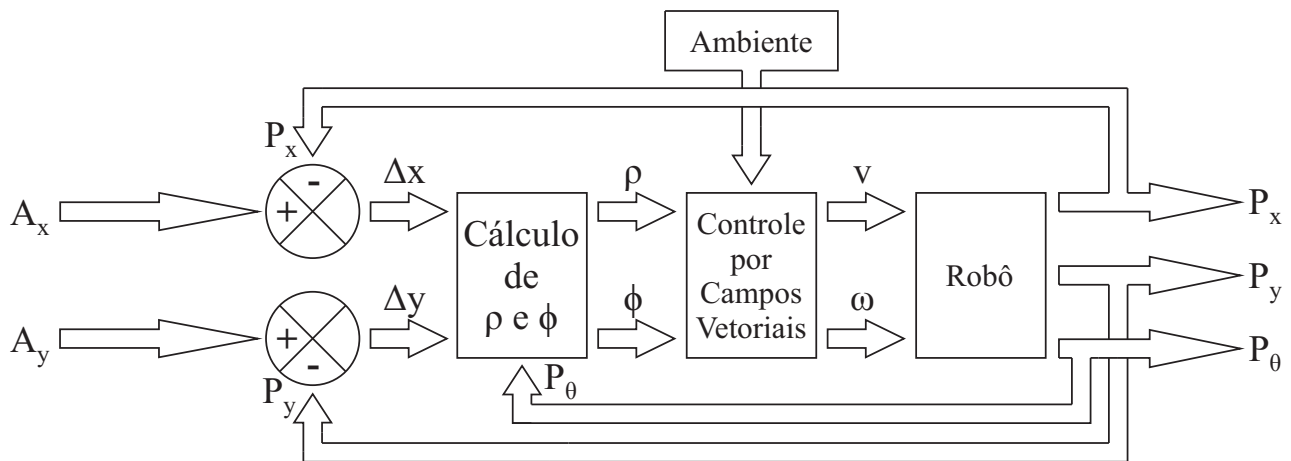 Ambiente
P_x
A_x
+
-
Δx
Cálculo
de
ρ e ϕ
ρ
Controle
por
Campos
Vetoriais
v
Robô
P_x
A_y
+
-
P_y
Δy
ϕ
ω
P_θ
P_y
P_θ